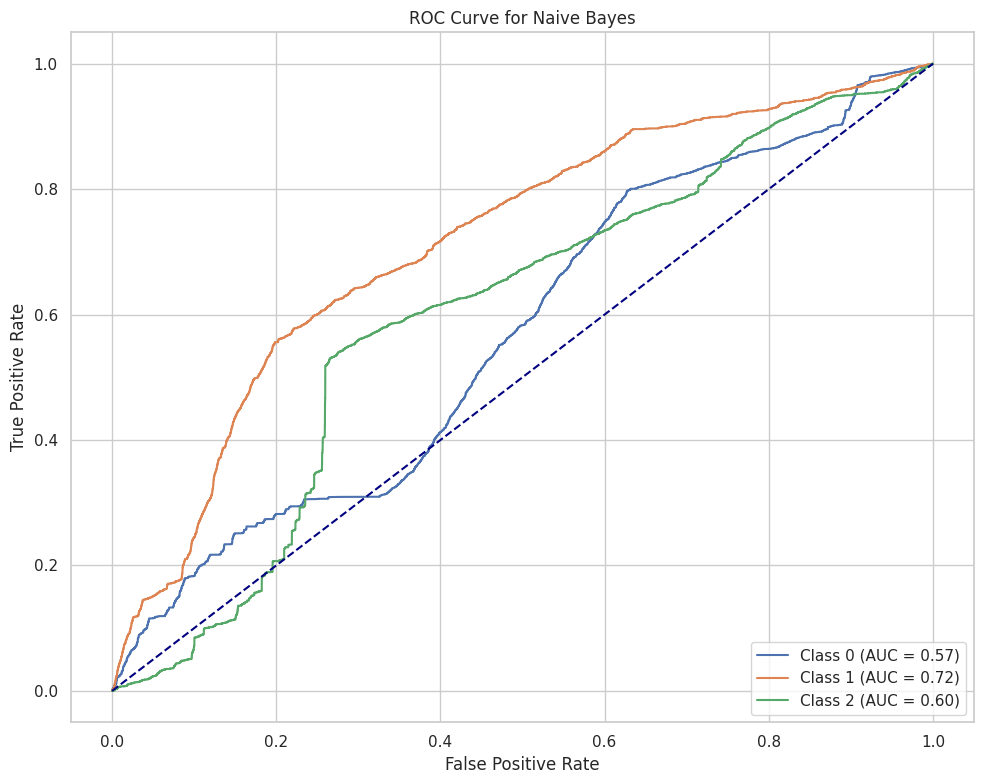 ROC Curve for Naive Bayes
True Positive Rate
1.0
0.8
0.6
0.4
0.2
0.0
0.0 0.2 0.4 0.6 0.8 1.0
False Positive Rate
Class 0 (AUC = 0.57)
Class 1 (AUC = 0.72)
Class 2 (AUC = 0.60)